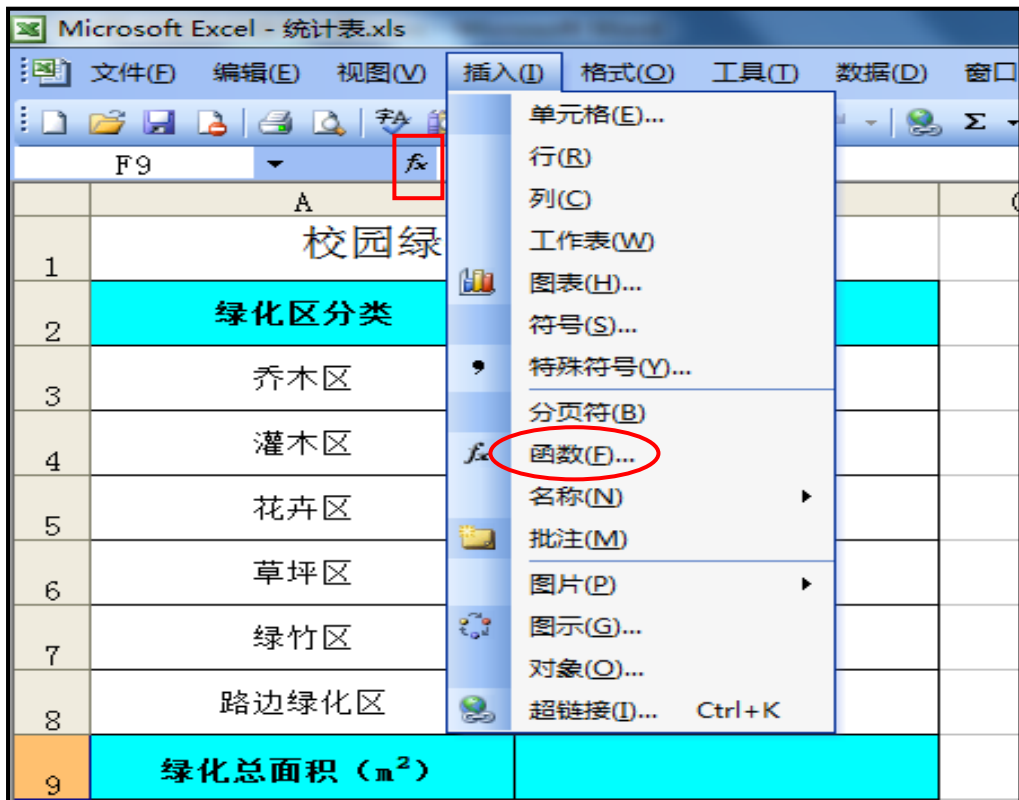 Microsoft Excel - 统计表.xls
文件(F) 编辑(E) 视图(V) 插入(I) 格式(O) 工具(T) 数据(D) 窗口
F9 fx
A
1 校园绿
2 绿化区分类
3 乔木区
4 灌木区
5 花卉区
6 草坪区
7 绿竹区
8 路边绿化区
9 绿化总面积（m²）
单元格(E)...
行(R)
列(C)
工作表(W)
图表(H)...
符号(S)...
特殊符号(Y)...
分页符(B)
fx 函数(F)...
名称(N)
批注(M)
图片(P)
图示(G)...
对象(O)...
超链接(I)... Ctrl+K
Σ